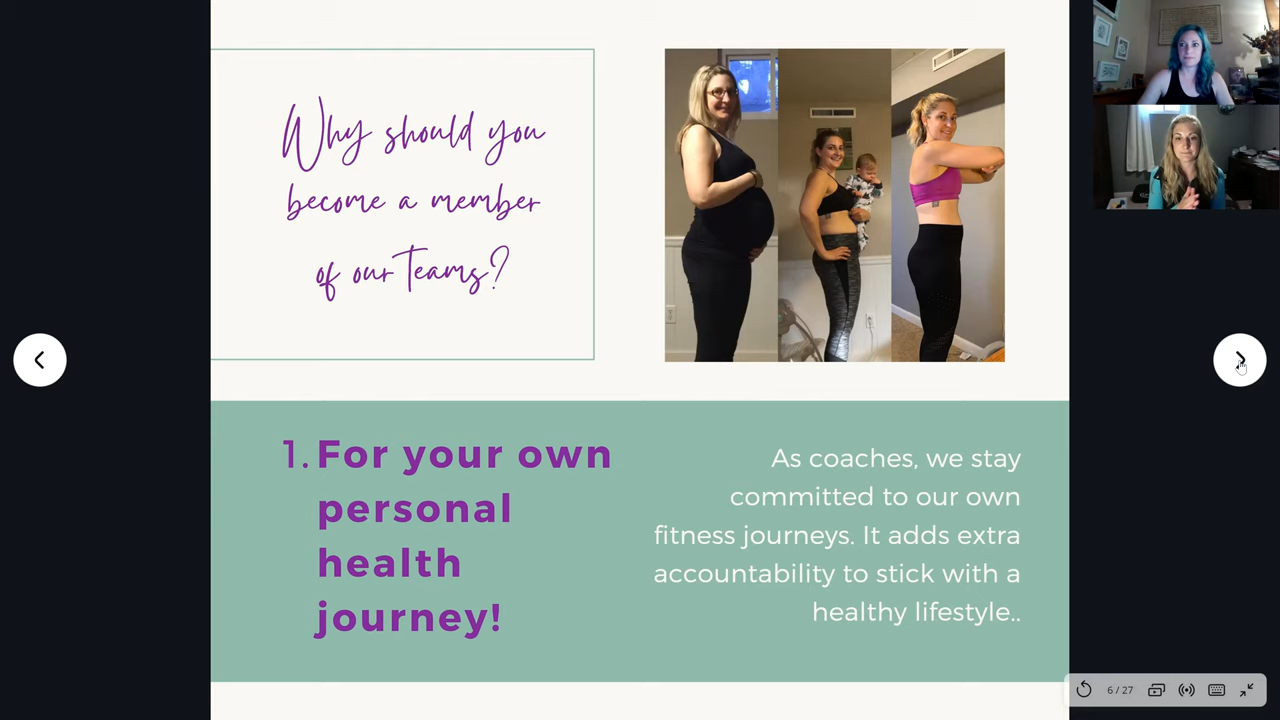 Why should you
become a member
of our Teams?
1. For your own
personal
health
journey!
As coaches, we stay
committed to our own
fitness journeys. It adds extra
accountability to stick with a
healthy lifestyle..
6 / 27